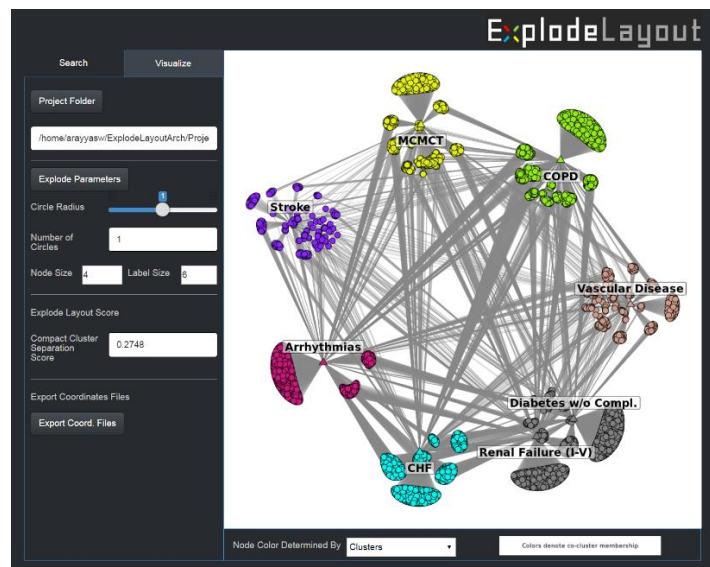 ExplodeLayout
Search
Visualize
Project Folder
/home/arayyasw/ExplodeLayoutArch/Proje
Explode Parameters
1
Circle Radius
Number of
Circles
1
Node Size
4
Label Size
6
Explode Layout Score
Compact Cluster
Separation
Score
0.2748
Export Coordinates
Files
Export Coord. Files
MCMCT
COPD
Stroke
Vascular Disease
Arrhythmias
Diabetes w/o Compl.
Renal Failure (I-V)
CHF
Node Color Determined By
Clusters
Colors denote co-cluster membership